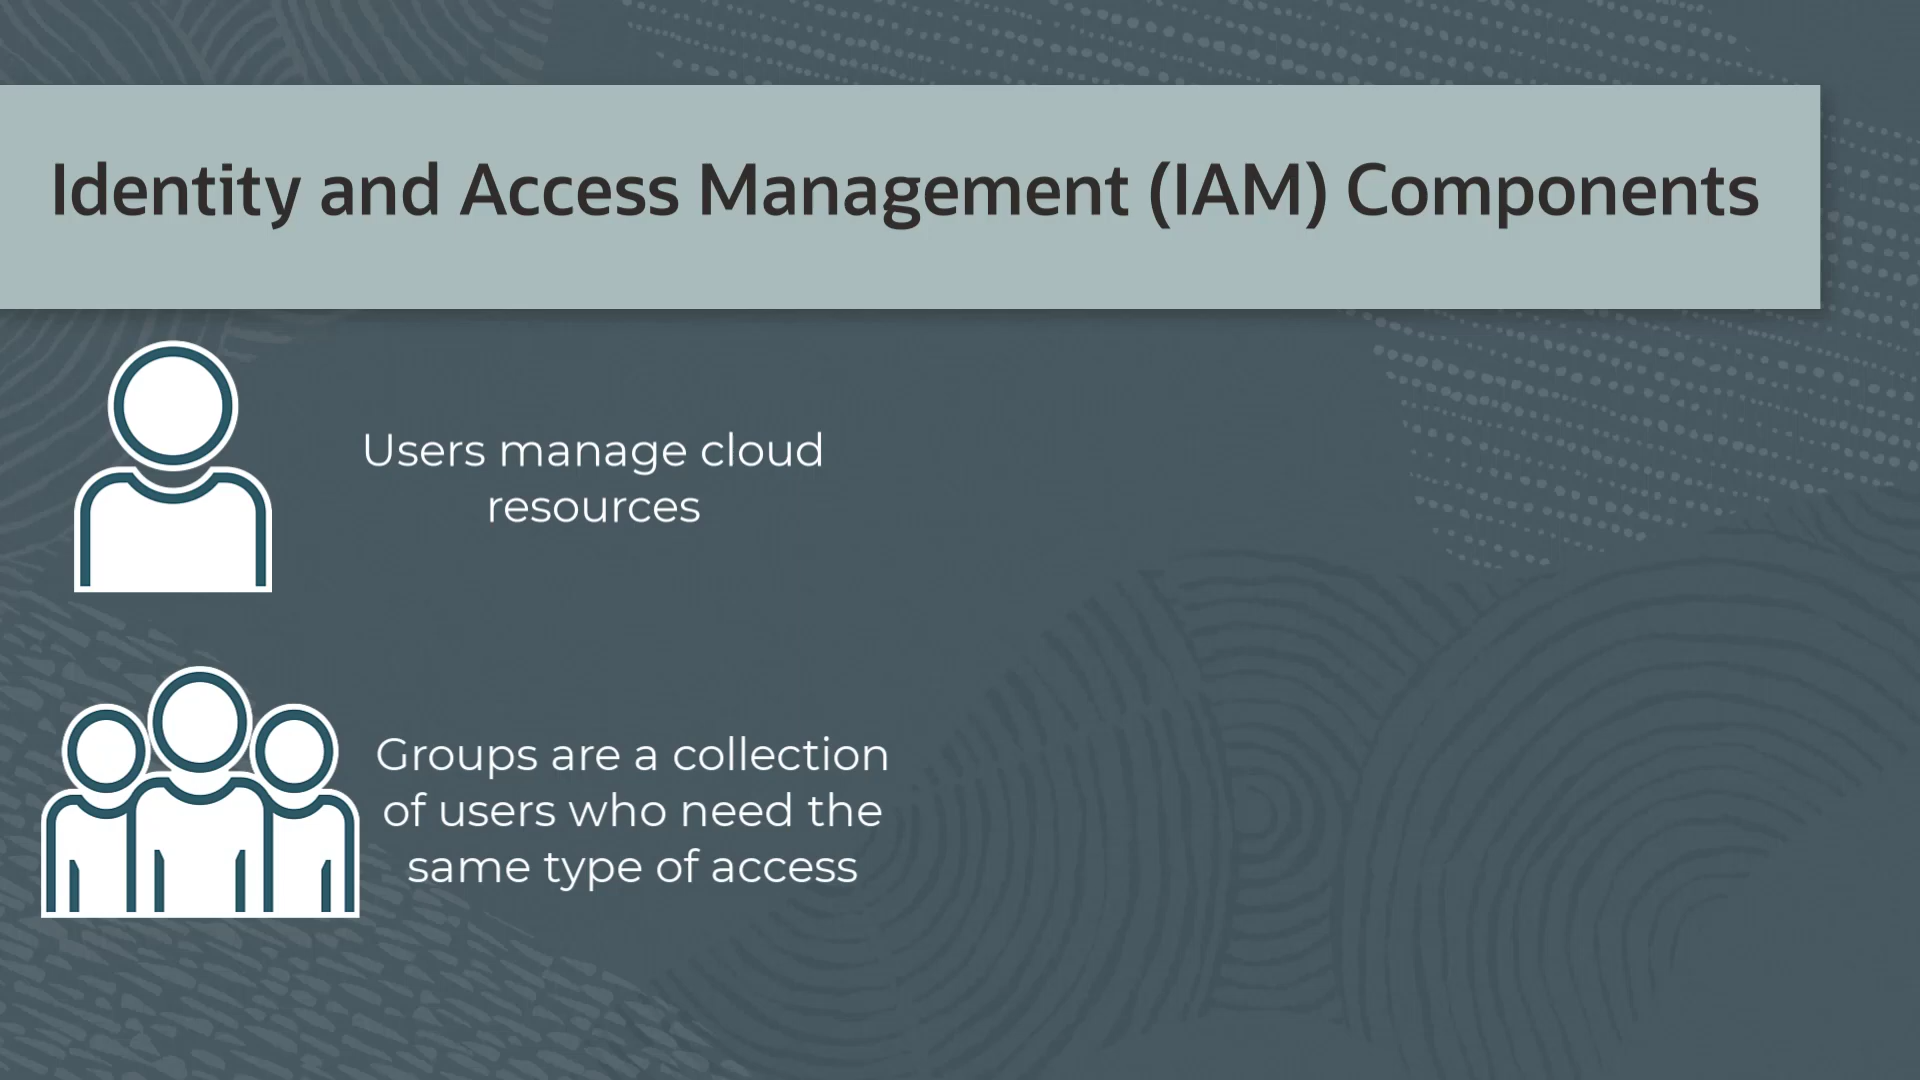 Identity and Access Management (IAM) Components
Users manage cloud
resources
Groups are a collection
of users who need the
same type of access